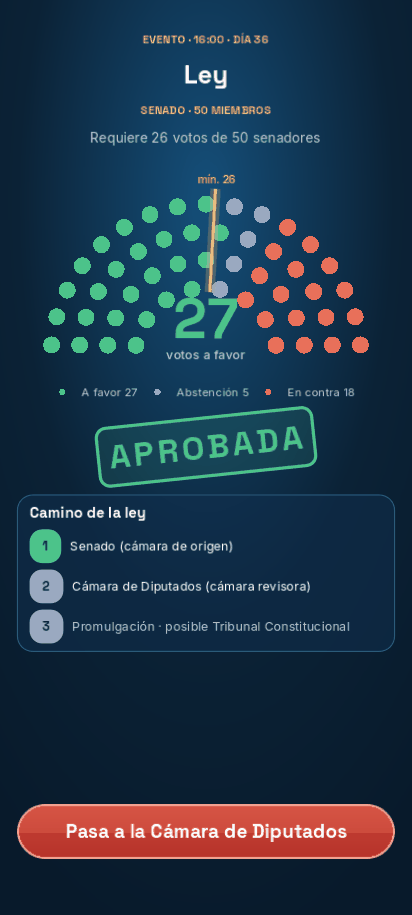 EVENTO · 16:00 · DÍA 36
Ley
SENADO · 50 MIEMBROS
Requiere 26 votos de 50 senadores
mín. 26
27
votos a favor
A favor 27
Abstención 5
En contra 18
APROBADA
Camino de la ley
1 Senado (cámara de origen)
2 Cámara de Diputados (cámara revisora)
3 Promulgación · posible Tribunal Constitucional
Pasa a la Cámara de Diputados